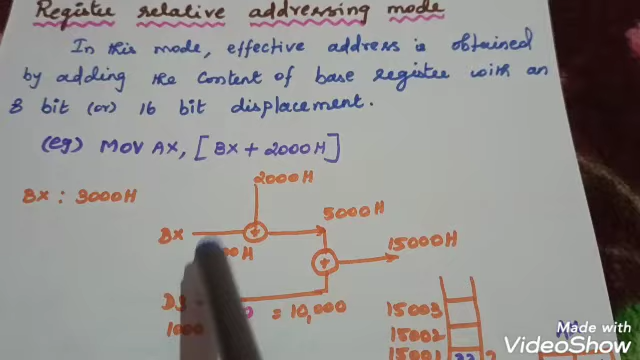 Register relative addressing mode
In this mode, effective address is obtained
by adding the content of base register with an
8 bit (or) 16 bit displacement.
(eg) MOV AX, [BX + 2000H]
BX : 3000H
2000H
5000H
BX
15000H
DS
= 10,000
1000
15003
15002
15001
Made with
VideoShow